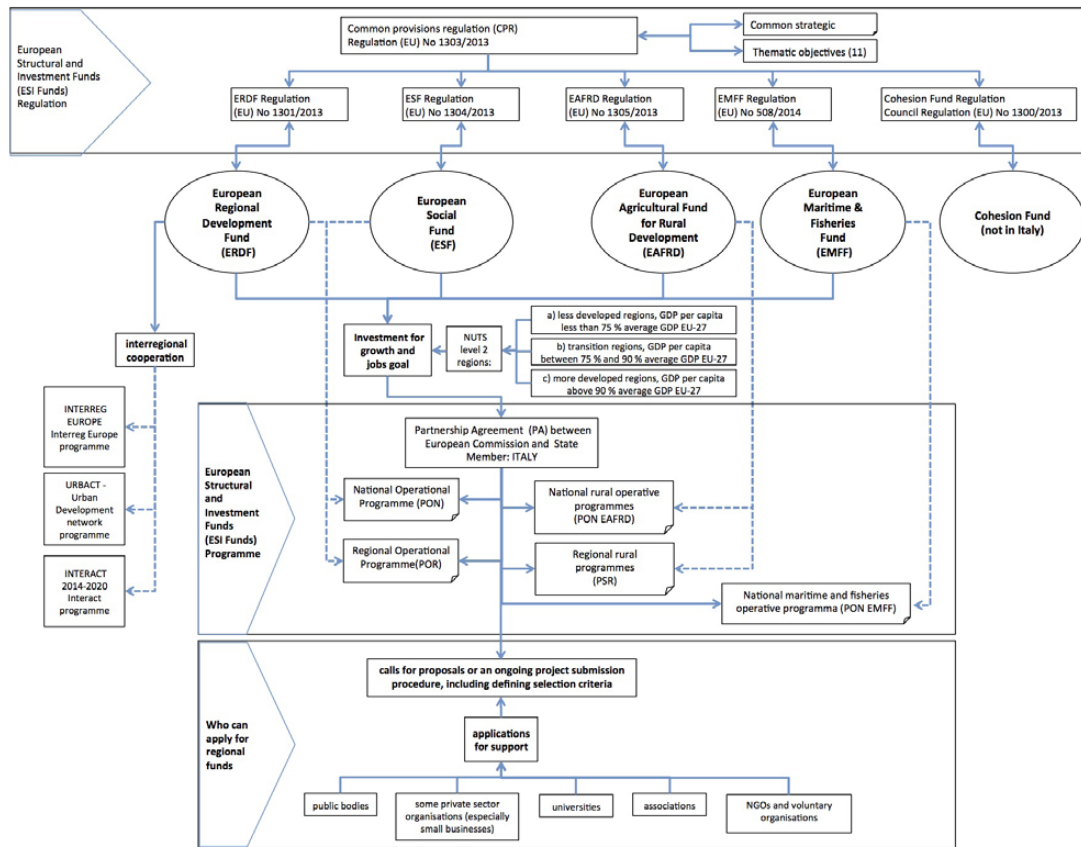 European
Structural and
Investment Funds
(ESI Funds)
Regulation
Common provisions regulation (CPR)
Regulation (EU) No 1303/2013
Common strategic
Thematic objectives (11)
ERDF Regulation
(EU) No 1301/2013
ESF Regulation
(EU) No 1304/2013
EAFRD Regulation
(EU) No 1305/2013
EMFF Regulation
(EU) No 508/2014
Cohesion Fund Regulation
Council Regulation (EU) No 1300/2013
European
Regional
Development
Fund
(ERDF)
European
Social
Fund
(ESF)
European
Agricultural Fund
for Rural
Development
(EAFRD)
European
Maritime &
Fisheries
Fund
(EMFF)
Cohesion Fund
(not in Italy)
interregional
cooperation
Investment for
growth and
jobs goal
NUTS
level 2
regions:
a) less developed regions, GDP per capita
less than 75 % average GDP EU-27
b) transition regions, GDP per capita
between 75 % and 90 % average GDP EU-27
c) more developed regions, GDP per capita
above 90 % average GDP EU-27
INTERREG
EUROPE
Interreg Europe
programme
URBACT -
Urban
Development
network
programme
INTERACT
2014-2020
Interact
programme
European
Structural
and
Investment
Funds
(ESI Funds)
Programme
Partnership Agreement (PA) between
European Commission and State
Member: ITALY
National Operational
Programme (PON)
National rural operative
programmes
(PON EAFRD)
Regional Operational
Programme(POR)
Regional rural
programmes
(PSR)
National maritime and fisheries
operative programma (PON EMFF)
Who can
apply for
regional
funds
calls for proposals or an ongoing project submission
procedure, including defining selection criteria
applications
for support
public bodies
some private sector
organisations (especially
small businesses)
universities
associations
NGOs and voluntary
organisations